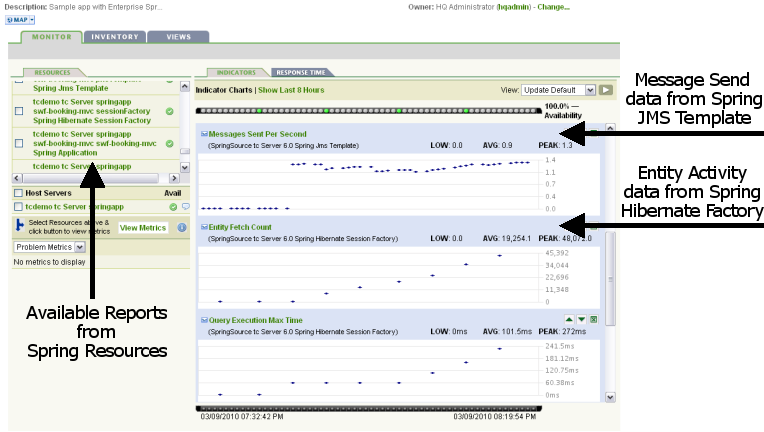 Description: Sample app with Enterprise Spr...
Owner: HQ Administrator (hqadmin) - Change...
MAP
MONITOR INVENTORY VIEWS
RESOURCES
Spring Jms Template
tcdemo tc Server springapp
swf-booking-mvc sessionFactory
Spring Hibernate Session Factory
tcdemo tc Server springapp
swf-booking-mvc swf-booking-mvc
Spring Application
tcdemo tc Server springapp
Host Servers Avail
tcdemo tc Server springapp
Select Resources above &
click button to view metrics
View Metrics
Problem Metrics
No metrics to display
INDICATORS RESPONSE TIME
Indicator Charts | Show Last 8 Hours
View: Update Default
100.0% —
Availability
Messages Sent Per Second
(SpringSource tc Server 6.0 Spring Jms Template) LOW: 0.0 AVG: 0.9 PEAK: 1.3
1.4
1.1
0.7
0.4
0.0
Entity Fetch Count
(SpringSource tc Server 6.0 Spring Hibernate Session Factory) LOW: 0.0 AVG: 19,254.1 PEAK: 48,072.0
45,392
34,044
22,696
11,348
0
Query Execution Max Time
(SpringSource tc Server 6.0 Spring Hibernate Session Factory) LOW: 0ms AVG: 101.5ms PEAK: 272ms
241.5ms
181.12ms
120.75ms
60.38ms
0ms
03/09/2010 07:32:42 PM 03/09/2010 08:19:54 PM
Message Send
data from Spring
JMS Template
Entity Activity
data from Spring
Hibernate Factory
Available Reports
from
Spring Resources